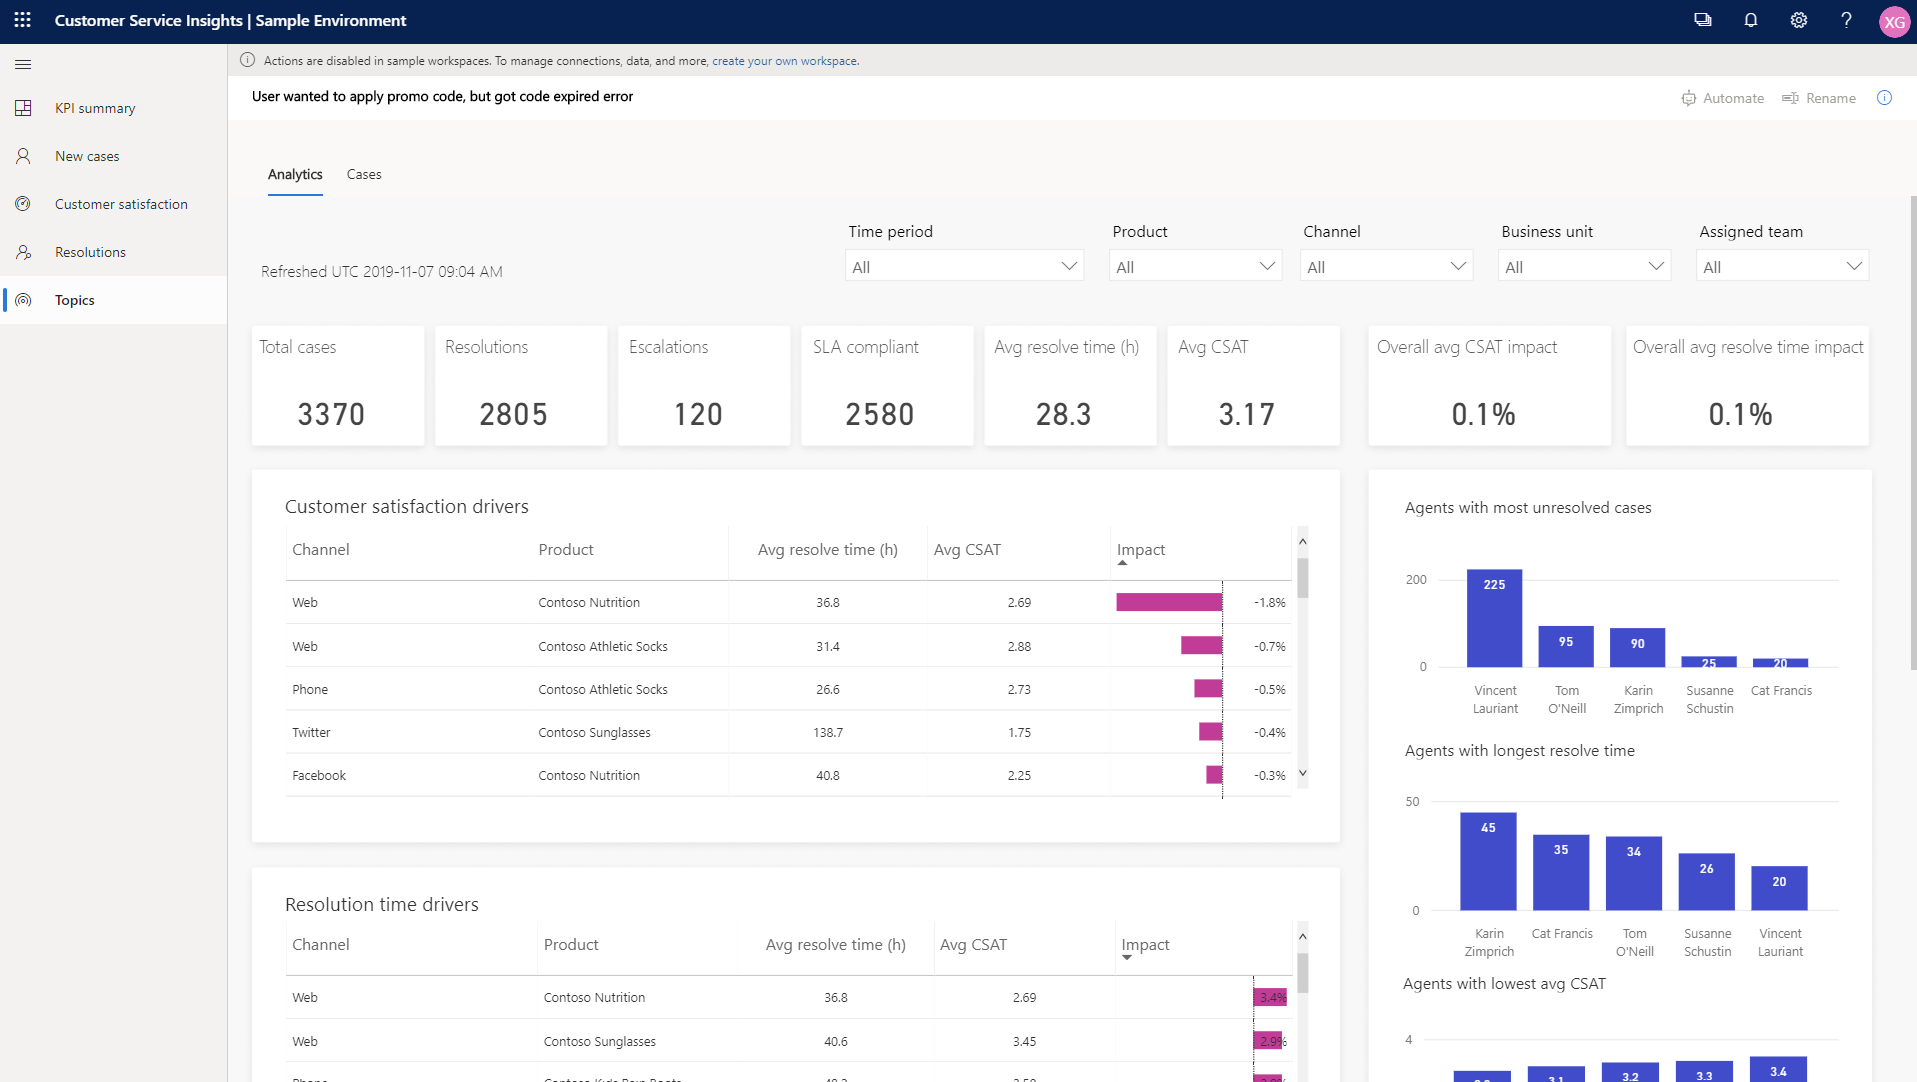 Customer Service Insights | Sample Environment
XG
Actions are disabled in sample workspaces. To manage connections, data, and more, create your own workspace.
KPI summary
New cases
Customer satisfaction
Resolutions
Topics
User wanted to apply promo code, but got code expired error
Automate
Rename
Analytics
Cases
Refreshed UTC 2019-11-07 09:04 AM
Time period
All
Product
All
Channel
All
Business unit
All
Assigned team
All
Total cases
3370
Resolutions
2805
Escalations
120
SLA compliant
2580
Avg resolve time (h)
28.3
Avg CSAT
3.17
Overall avg CSAT impact
0.1%
Overall avg resolve time impact
0.1%
Customer satisfaction drivers
Channel Product Avg resolve time (h) Avg CSAT Impact
Web Contoso Nutrition 36.8 2.69 -1.8%
Web Contoso Athletic Socks 31.4 2.88 -0.7%
Phone Contoso Athletic Socks 26.6 2.73 -0.5%
Twitter Contoso Sunglasses 138.7 1.75 -0.4%
Facebook Contoso Nutrition 40.8 2.25 -0.3%
Resolution time drivers
Channel Product Avg resolve time (h) Avg CSAT Impact
Web Contoso Nutrition 36.8 2.69 3.4%
Web Contoso Sunglasses 40.6 3.45 2.9%
Agents with most unresolved cases
200
0
225
95
90
25
20
Vincent Lauriant
Tom O'Neill
Karin Zimprich
Susanne Schustin
Cat Francis
Agents with longest resolve time
50
0
45
35
34
26
20
Karin Zimprich
Cat Francis
Tom O'Neill
Susanne Schustin
Vincent Lauriant
Agents with lowest avg CSAT
4
3.1
3.2
3.3
3.4